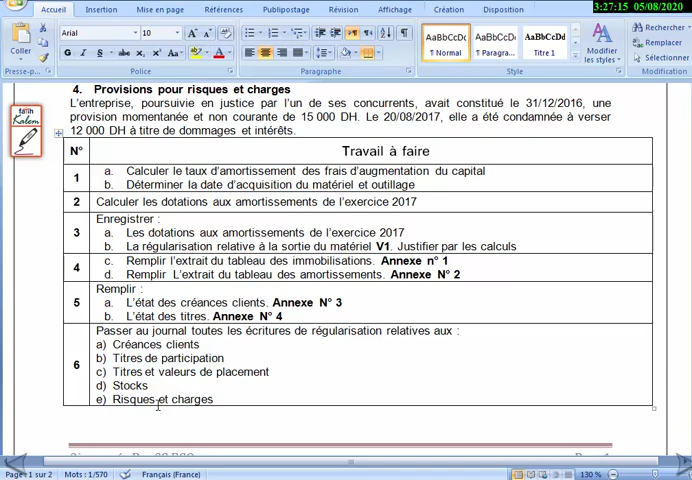 3:27:15 05/08/2020
Accueil Insertion Mise en page Références Publipostage Révision Affichage Création Disposition
Coller
Arial 10
AaBbCcDd AaBbCcDd AaBbCcDd
¶ Normal ¶ Paragra... Titre 1
Modifier les styles
Rechercher
Remplacer
Sélectionner
Presse-p... Police Paragraphe Style Modification
4. Provisions pour risques et charges
L'entreprise, poursuivie en justice par l'un de ses concurrents, avait constitué le 31/12/2016, une
provision momentanée et non courante de 15 000 DH. Le 20/08/2017, elle a été condamnée à verser
12 000 DH à titre de dommages et intérêts.
fatih
Kalem
N° Travail à faire
1 a. Calculer le taux d'amortissement des frais d'augmentation du capital
b. Déterminer la date d'acquisition du matériel et outillage
2 Calculer les dotations aux amortissements de l'exercice 2017
3 Enregistrer :
a. Les dotations aux amortissements de l'exercice 2017
b. La régularisation relative à la sortie du matériel V1. Justifier par les calculs
4 c. Remplir l'extrait du tableau des immobilisations. Annexe n° 1
d. Remplir L'extrait du tableau des amortissements. Annexe N° 2
5 Remplir :
a. L'état des créances clients. Annexe N° 3
b. L'état des titres. Annexe N° 4
6 Passer au journal toutes les écritures de régularisation relatives aux :
a) Créances clients
b) Titres de participation
c) Titres et valeurs de placement
d) Stocks
e) Risques et charges
Page : 1 sur 2 Mots : 1/570 Français (France) 130 %